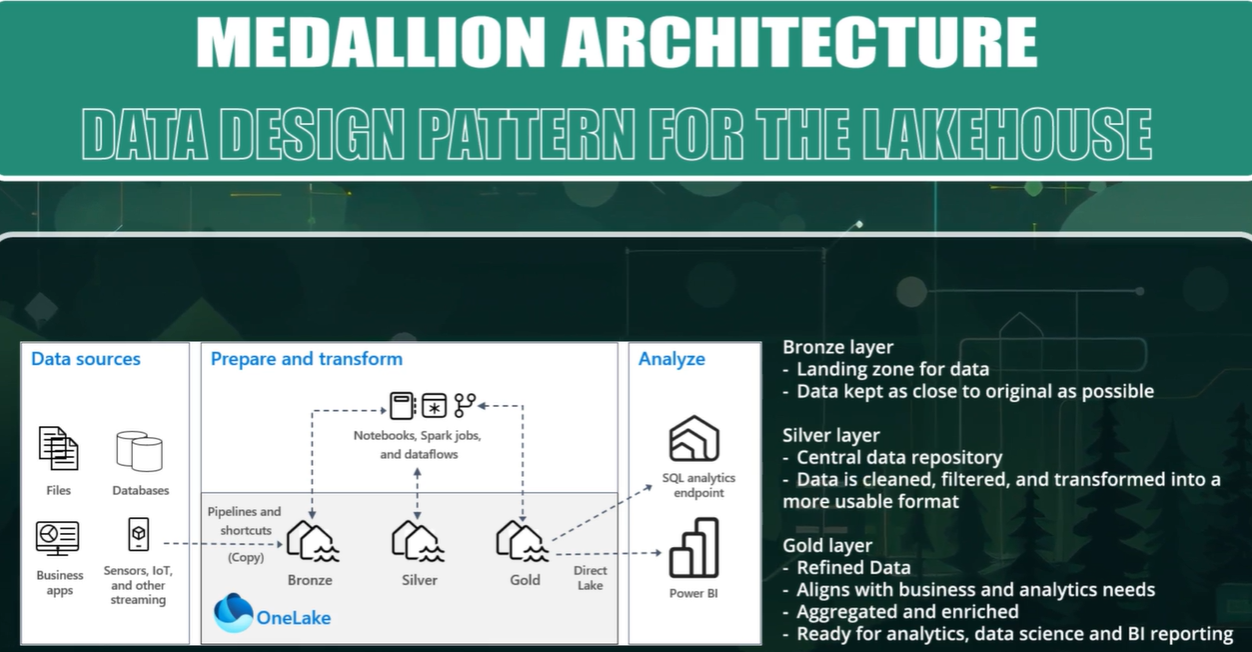 MEDALLION ARCHITECTURE
DATA DESIGN PATTERN FOR THE LAKEHOUSE
Data sources
Files
Databases
Business
apps
Sensors, IoT,
and other
streaming
Prepare and transform
Notebooks, Spark jobs,
and dataflows
Pipelines and
shortcuts
(Copy)
Bronze
Silver
Gold
Direct
Lake
OneLake
Analyze
SQL analytics
endpoint
Power BI
Bronze layer
- Landing zone for data
- Data kept as close to original as possible
Silver layer
- Central data repository
- Data is cleaned, filtered, and transformed into a
more usable format
Gold layer
- Refined Data
- Aligns with business and analytics needs
- Aggregated and enriched
- Ready for analytics, data science and BI reporting